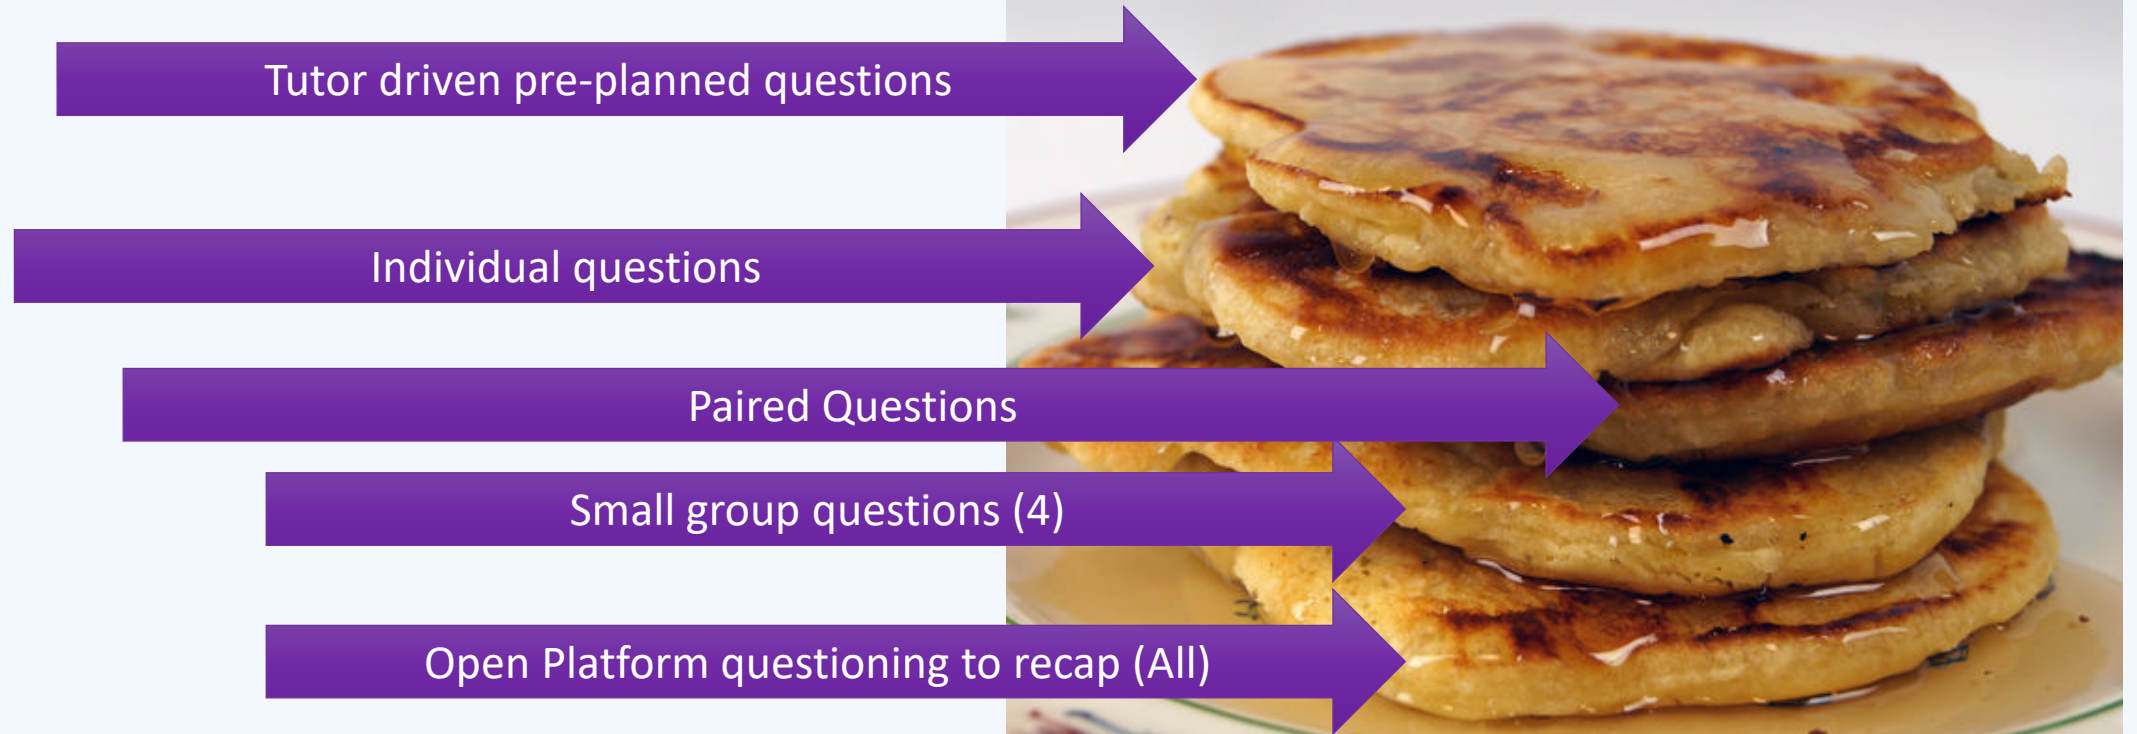 Tutor driven pre-planned questions
Individual questions
Paired Questions
Small group questions (4)
Open Platform questioning to recap (All)